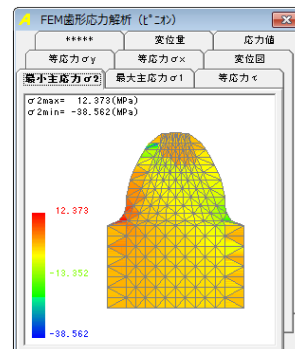 FEM歯形応力解析 (ﾋﾟﾆｵﾝ)
***** 変位量 応力値
等応力σy 等応力σx 変位図
最小主応力σ2 最大主応力σ1 等応力τ
σ2max= 12.373(MPa)
σ2min= -38.562(MPa)
12.373
-13.352
-38.562